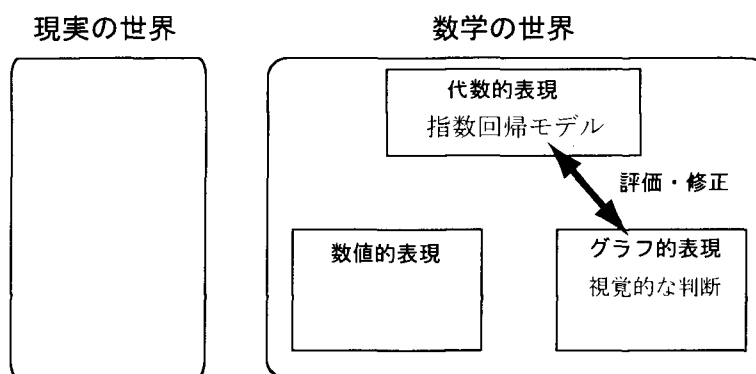 現実の世界
数学の世界
代数的表現
指数回帰モデル
評価・修正
数値的表現
グラフ的表現
視覚的な判断